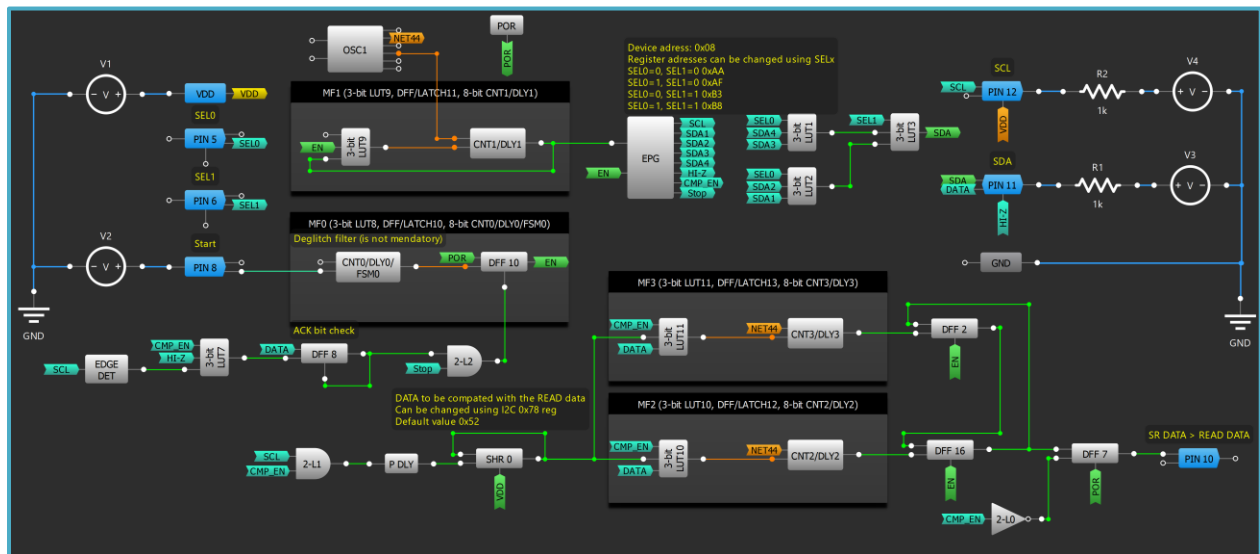 V1
− V +
VDD
VDD
SEL0
PIN 5
SEL0
SEL1
PIN 6
SEL1
Start
V2
− V +
PIN 8
GND
OSC1
NET44
POR
POR
MF1 (3-bit LUT9, DFF/LATCH11, 8-bit CNT1/DLY1)
EN
3-bit
LUT9
CNT1/DLY1
MF0 (3-bit LUT8, DFF/LATCH10, 8-bit CNT0/DLY0/FSM0)
Deglitch filter (is not mendatory)
CNT0/DLY0/
FSM0
POR
DFF 10
EN
ACK bit check
CMP_EN
HI-Z
3-bit
LUT7
SCL
EDGE
DET
DATA
DFF 8
Stop
2-L2
DATA to be compated with the READ data
Can be changed using I2C 0x78 reg
Default value 0x52
SCL
CMP_EN
2-L1
P DLY
SHR 0
VDD
Device adress: 0x08
Register adresses can be changed using SELx
SEL0=0, SEL1=0 0xAA
SEL0=1, SEL1=0 0xAF
SEL0=0, SEL1=1 0xB3
SEL0=1, SEL1=1 0xB8
EN
EPG
SCL
SDA1
SDA2
SDA3
SDA4
HI-Z
CMP_EN
Stop
SEL0
SDA4
SDA3
3-bit
LUT1
SEL0
SDA2
SDA1
3-bit
LUT2
SEL1
3-bit
LUT3
SDA
SCL
SCL
PIN 12
VDD
R2
1k
V4
+ V −
SDA
SDA
DATA
PIN 11
HI-Z
R1
1k
V3
+ V −
GND
GND
MF3 (3-bit LUT11, DFF/LATCH13, 8-bit CNT3/DLY3)
CMP_EN
DATA
3-bit
LUT11
NET44
CNT3/DLY3
DFF 2
EN
MF2 (3-bit LUT10, DFF/LATCH12, 8-bit CNT2/DLY2)
CMP_EN
DATA
3-bit
LUT10
NET44
CNT2/DLY2
DFF 16
EN
DFF 7
POR
CMP_EN
2-L0
SR DATA > READ DATA
PIN 10